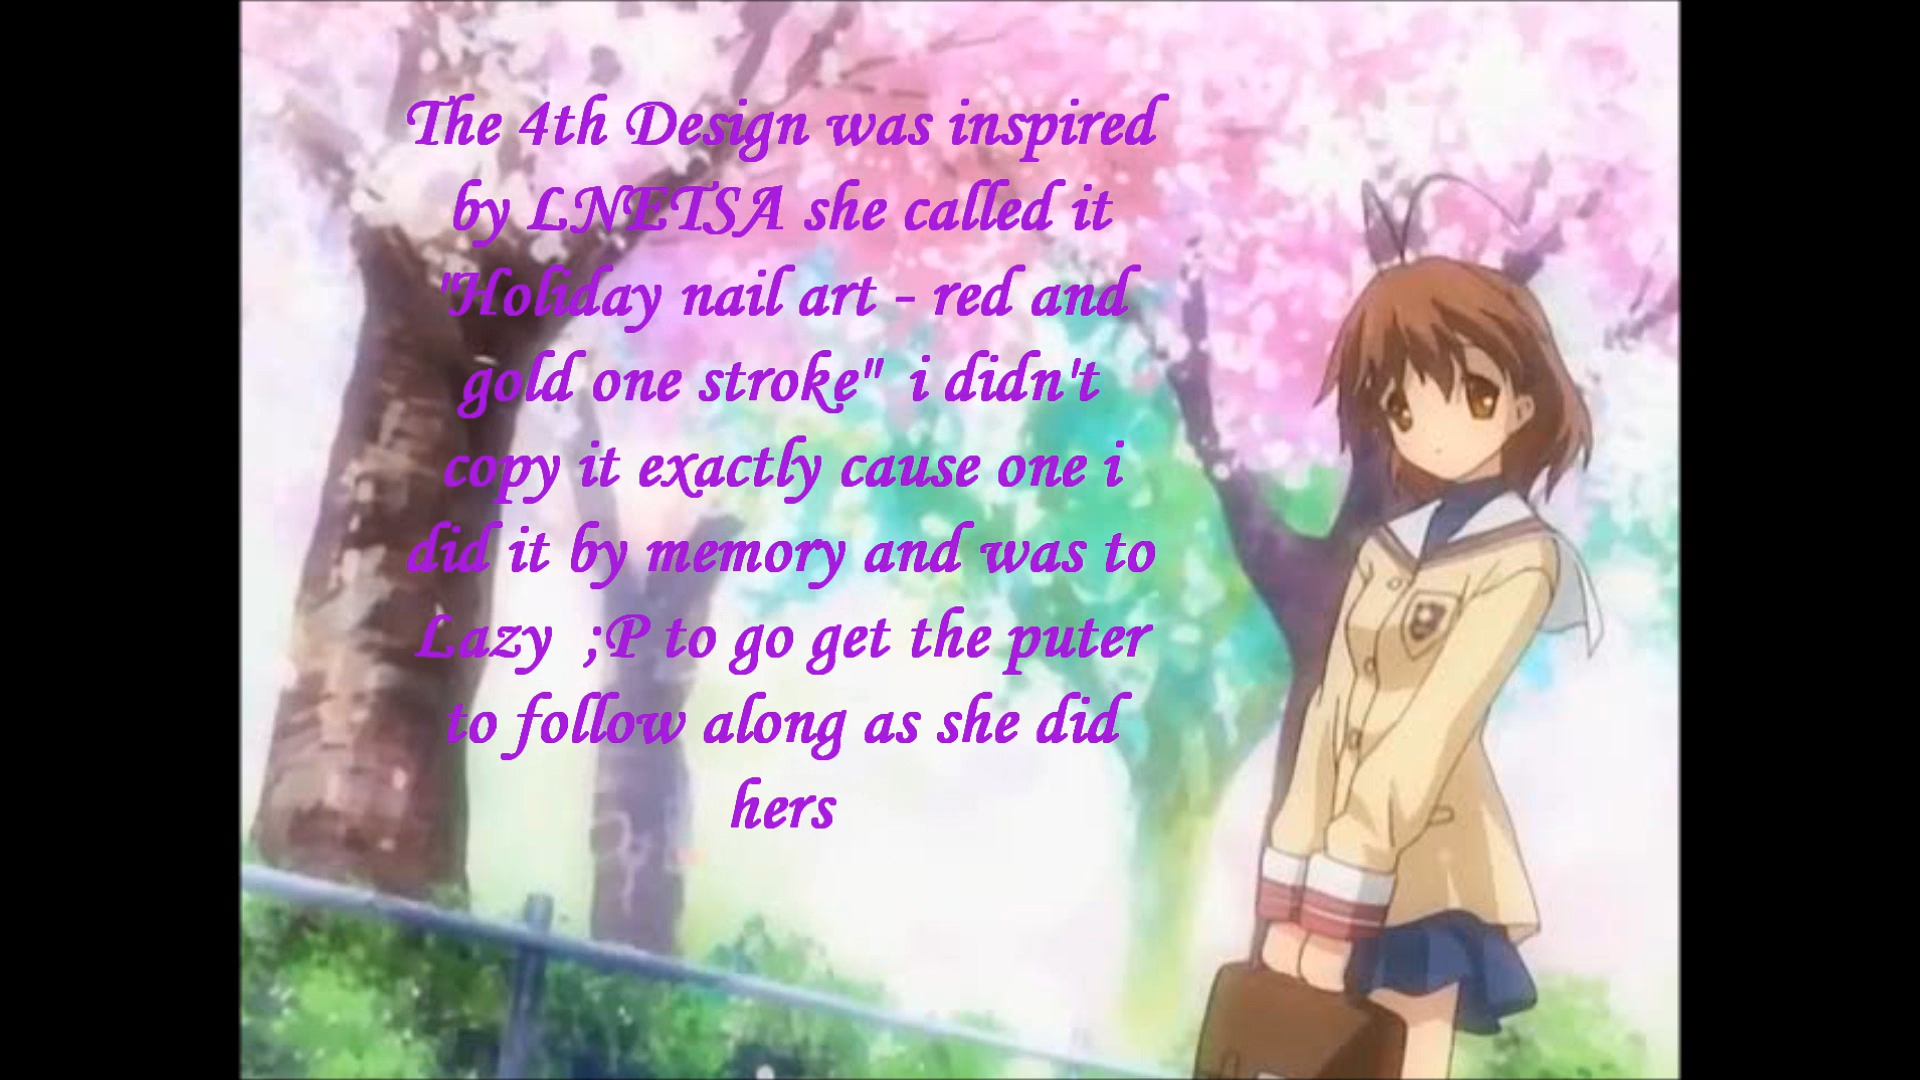 The 4th Design was inspired
by LNETSA she called it
"Holiday nail art - red and
gold one stroke"  i didn't
copy it exactly cause one i
did it by memory and was to
Lazy  ;P to go get the puter
to follow along as she did
hers